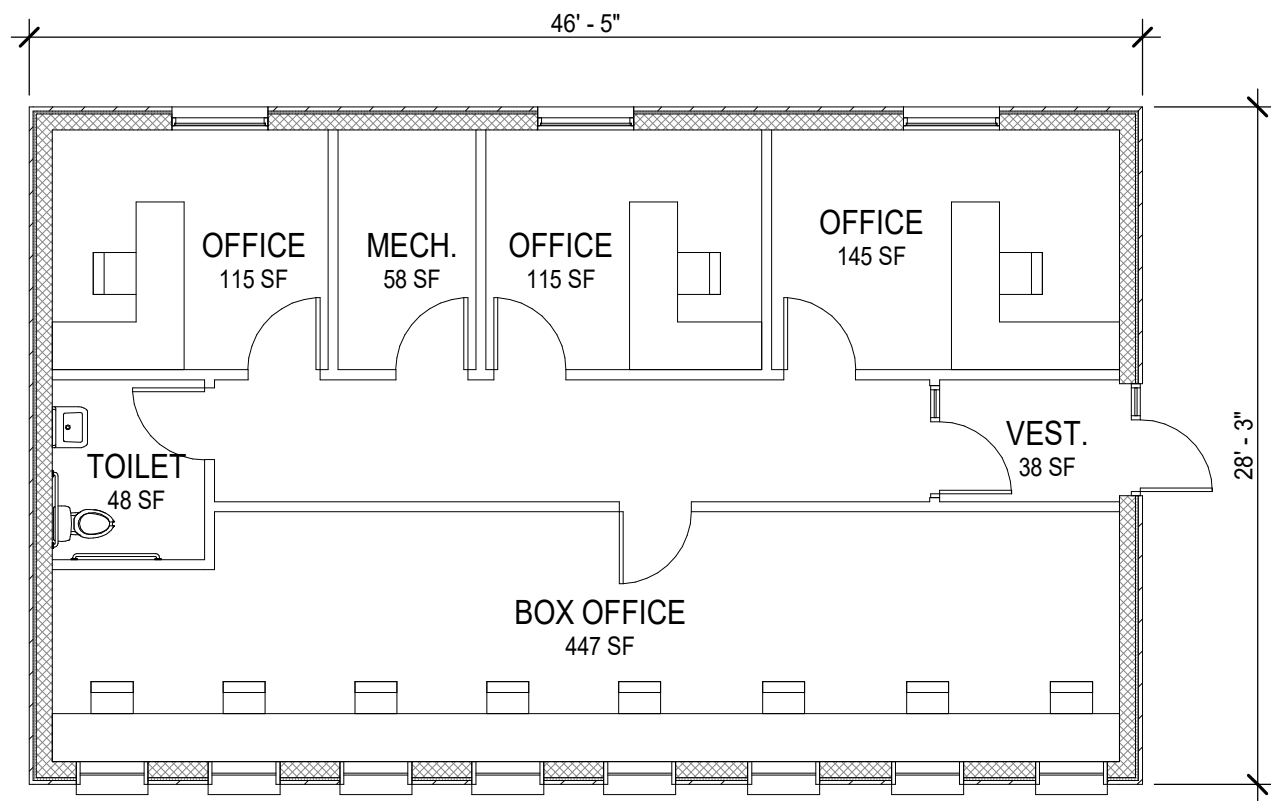 46' - 5"
OFFICE
115 SF
MECH.
58 SF
OFFICE
115 SF
OFFICE
145 SF
TOILET
48 SF
VEST.
38 SF
28' - 3"
BOX OFFICE
447 SF